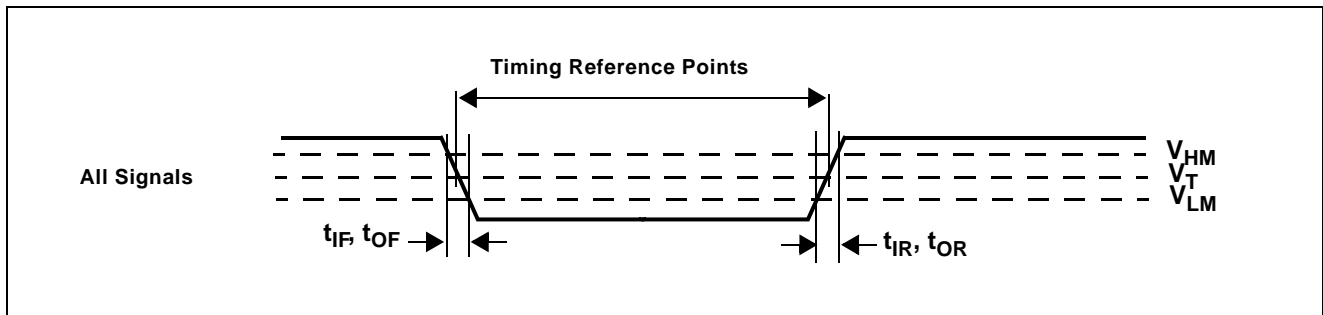 Timing Reference Points
All Signals
V_HM
V_T
V_LM
t_IF, t_OF
t_IR, t_OR